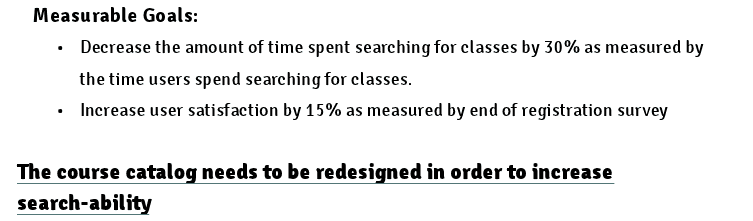 Measurable Goals:
• Decrease the amount of time spent searching for classes by 30% as measured by
the time users spend searching for classes.
• Increase user satisfaction by 15% as measured by end of registration survey
The course catalog needs to be redesigned in order to increase
search-ability